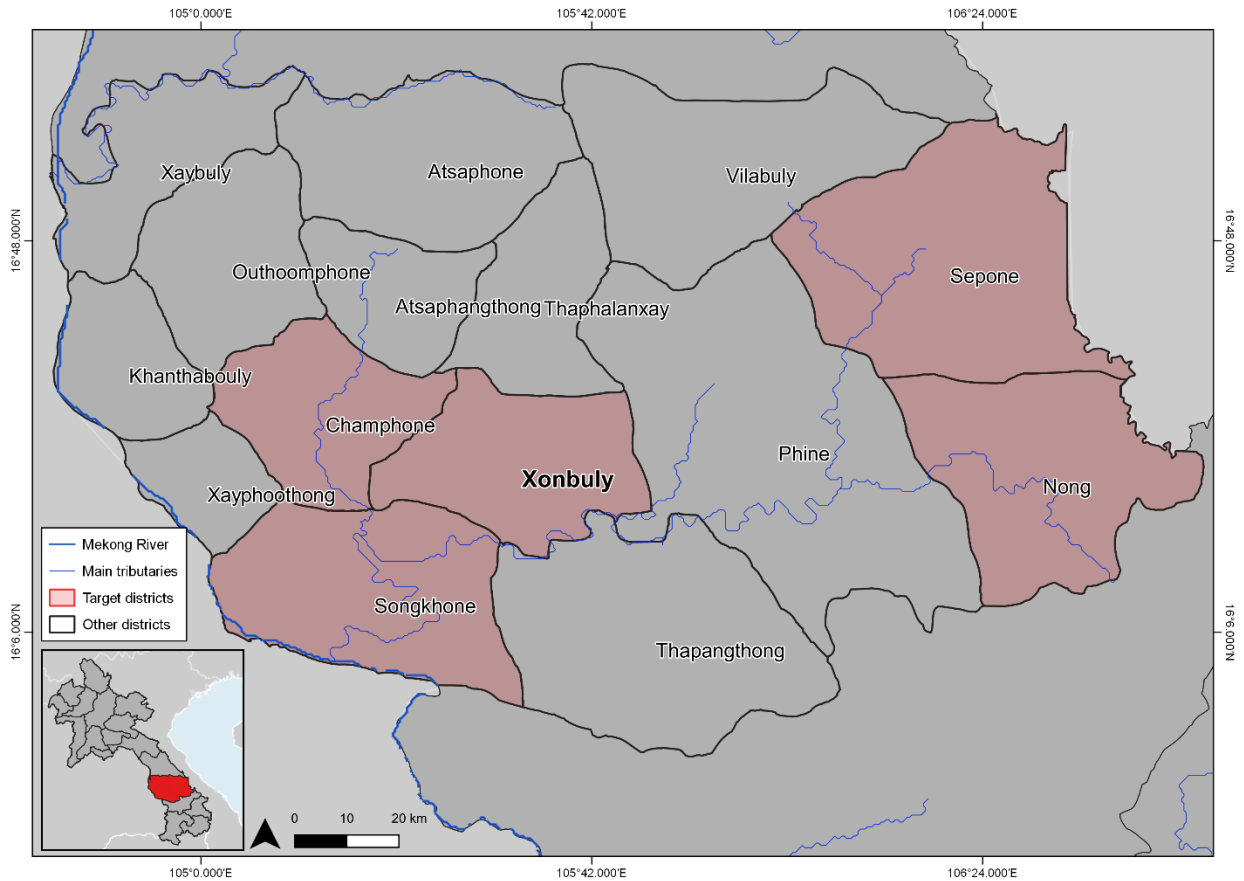 105°0.000'E
105°42.000'E
106°24.000'E
16°48.000'N
16°48.000'N
Xaybuly
Atsaphone
Vilabuly
Outhoomphone
Sepone
Atsaphangthong
Thaphalanxay
Khanthabouly
Champhone
Phine
Xonbuly
Xayphoothong
Nong
Songkhone
Thapangthong
16°6.000'N
16°6.000'N
Mekong River
Main tributaries
Target districts
Other districts
0 10 20 km
105°0.000'E
105°42.000'E
106°24.000'E